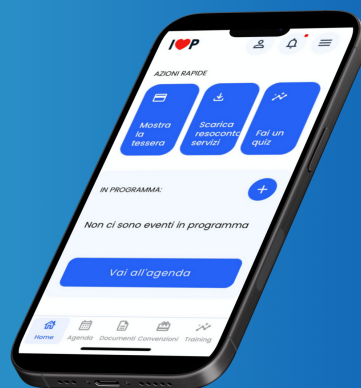 I❤P
AZIONI RAPIDE
Mostra la tessera
Scarica resoconto servizi
Fai un quiz
IN PROGRAMMA:
Non ci sono eventi in programma
Vai all'agenda
Home Agenda Documenti Convenzioni Training